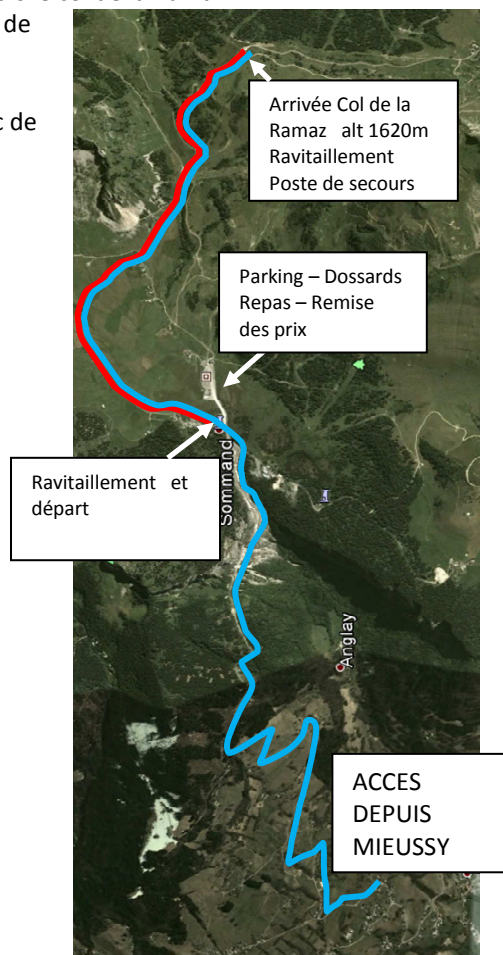 de
c de
Arrivée Col de la
Ramaz alt 1620m
Ravitaillement
Poste de secours
Parking – Dossards
Repas – Remise
des prix
Ravitaillement et
départ
Sommand
Anglay
ACCES
DEPUIS
MIEUSSY